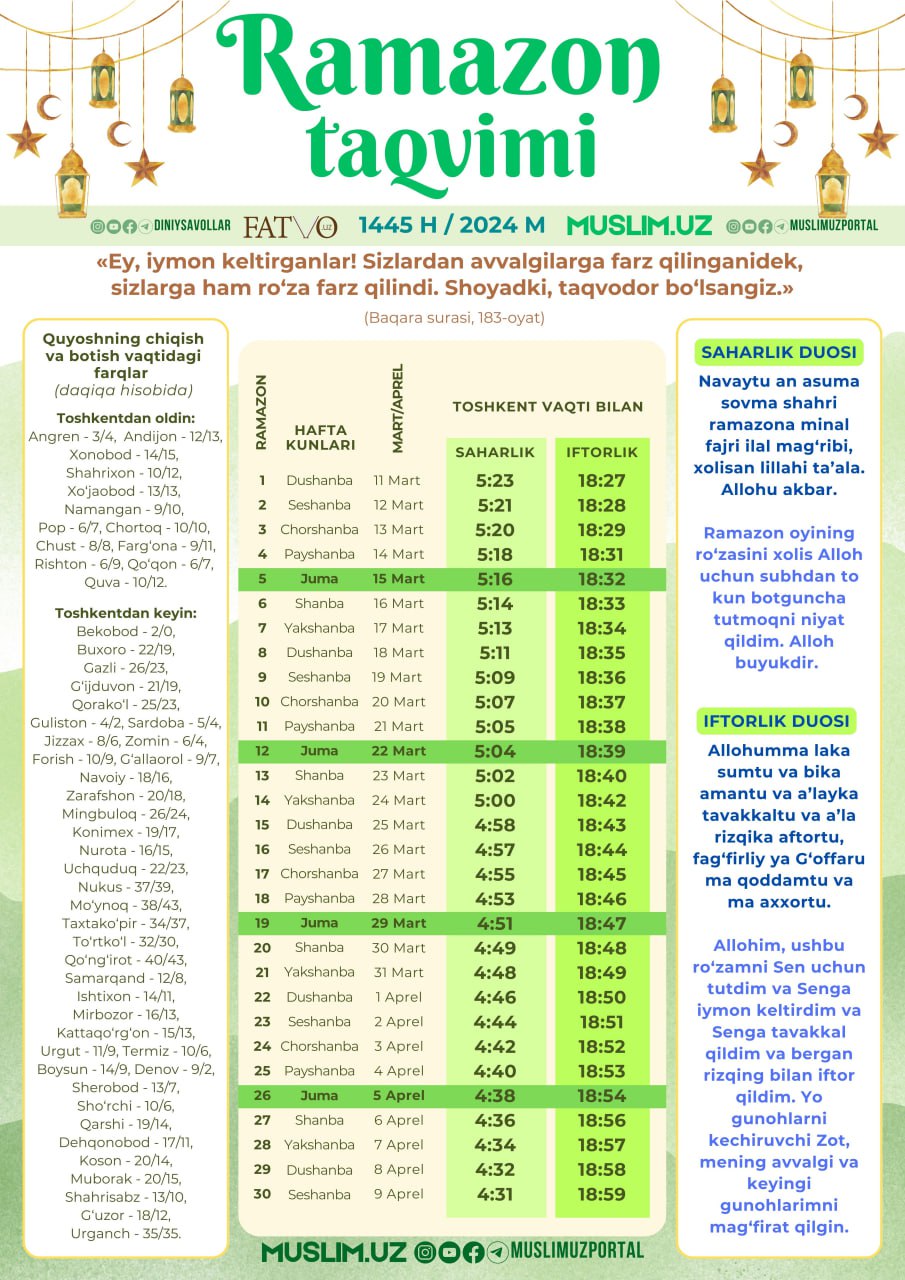 Ramazon
taqvimi
DINIYSAVOLLAR FATVO.UZ 1445 H / 2024 M MUSLIM.UZ MUSLIMUZPORTAL
«Ey, iymon keltirganlar! Sizlardan avvalgilarga farz qilinganidek,
sizlarga ham ro‘za farz qilindi. Shoyadki, taqvodor bo‘lsangiz.»
(Baqara surasi, 183-oyat)
Quyoshning chiqish
va botish vaqtidagi
farqlar
(daqiqa hisobida)
Toshkentdan oldin:
Angren - 3/4, Andijon - 12/13,
Xonobod - 14/15,
Shahrixon - 10/12,
Xo‘jaobod - 13/13,
Namangan - 9/10,
Pop - 6/7, Chortoq - 10/10,
Chust - 8/8, Farg‘ona - 9/11,
Rishton - 6/9, Qo‘qon - 6/7,
Quva - 10/12.
Toshkentdan keyin:
Bekobod - 2/0,
Buxoro - 22/19,
Gazli - 26/23,
G‘ijduvon - 21/19,
Qorako‘l - 25/23,
Guliston - 4/2, Sardoba - 5/4,
Jizzax - 8/6, Zomin - 6/4,
Forish - 10/9, G‘allaorol - 9/7,
Navoiy - 18/16,
Zarafshon - 20/18,
Mingbuloq - 26/24,
Konimex - 19/17,
Nurota - 16/15,
Uchquduq - 22/23,
Nukus - 37/39,
Mo‘ynoq - 38/43,
Taxtako‘pir - 34/37,
To‘rtko‘l - 32/30,
Qo‘ng‘irot - 40/43,
Samarqand - 12/8,
Ishtixon - 14/11,
Mirbozor - 16/13,
Kattaqo‘rg‘on - 15/13,
Urgut - 11/9, Termiz - 10/6,
Boysun - 14/9, Denov - 9/2,
Sherobod - 13/7,
Sho‘rchi - 10/6,
Qarshi - 19/14,
Dehqonobod - 17/11,
Koson - 20/14,
Muborak - 20/15,
Shahrisabz - 13/10,
G‘uzor - 18/12,
Urganch - 35/35.
RAMAZON
HAFTA
KUNLARI
MART/APREL
TOSHKENT VAQTI BILAN
SAHARLIK IFTORLIK
1 Dushanba 11 Mart 5:23 18:27
2 Seshanba 12 Mart 5:21 18:28
3 Chorshanba 13 Mart 5:20 18:29
4 Payshanba 14 Mart 5:18 18:31
5 Juma 15 Mart 5:16 18:32
6 Shanba 16 Mart 5:14 18:33
7 Yakshanba 17 Mart 5:13 18:34
8 Dushanba 18 Mart 5:11 18:35
9 Seshanba 19 Mart 5:09 18:36
10 Chorshanba 20 Mart 5:07 18:37
11 Payshanba 21 Mart 5:05 18:38
12 Juma 22 Mart 5:04 18:39
13 Shanba 23 Mart 5:02 18:40
14 Yakshanba 24 Mart 5:00 18:42
15 Dushanba 25 Mart 4:58 18:43
16 Seshanba 26 Mart 4:57 18:44
17 Chorshanba 27 Mart 4:55 18:45
18 Payshanba 28 Mart 4:53 18:46
19 Juma 29 Mart 4:51 18:47
20 Shanba 30 Mart 4:49 18:48
21 Yakshanba 31 Mart 4:48 18:49
22 Dushanba 1 Aprel 4:46 18:50
23 Seshanba 2 Aprel 4:44 18:51
24 Chorshanba 3 Aprel 4:42 18:52
25 Payshanba 4 Aprel 4:40 18:53
26 Juma 5 Aprel 4:38 18:54
27 Shanba 6 Aprel 4:36 18:56
28 Yakshanba 7 Aprel 4:34 18:57
29 Dushanba 8 Aprel 4:32 18:58
30 Seshanba 9 Aprel 4:31 18:59
SAHARLIK DUOSI
Navaytu an asuma
sovma shahri
ramazona minal
fajri ilal mag‘ribi,
xolisan lillahi ta’ala.
Allohu akbar.
Ramazon oyining
ro‘zasini xolis Alloh
uchun subhdan to
kun botguncha
tutmoqni niyat
qildim. Alloh
buyukdir.
IFTORLIK DUOSI
Allohumma laka
sumtu va bika
amantu va a’layka
tavakkaltu va a’la
rizqika aftortu,
fag‘firliy ya G‘offaru
ma qoddamtu va
ma axxortu.
Allohim, ushbu
ro‘zamni Sen uchun
tutdim va Senga
iymon keltirdim va
Senga tavakkal
qildim va bergan
rizqing bilan iftor
qildim. Yo
gunohlarni
kechiruvchi Zot,
mening avvalgi va
keyingi
gunohlarimni
mag‘firat qilgin.
MUSLIM.UZ MUSLIMUZPORTAL